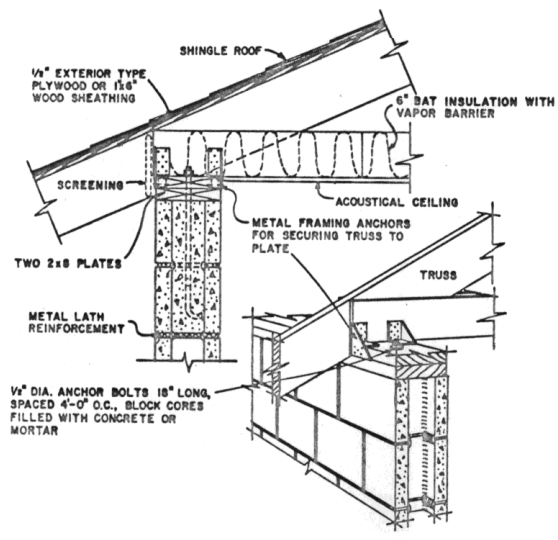 SHINGLE ROOF
1/2" EXTERIOR TYPE
PLYWOOD OR 1"x6"
WOOD SHEATHING
6" BAT INSULATION WITH
VAPOR BARRIER
SCREENING
ACOUSTICAL CEILING
METAL FRAMING ANCHORS
FOR SECURING TRUSS TO
PLATE
TWO 2x8 PLATES
TRUSS
METAL LATH
REINFORCEMENT
1/2" DIA. ANCHOR BOLTS 18" LONG,
SPACED 4'-0" O.C., BLOCK CORES
FILLED WITH CONCRETE OR
MORTAR